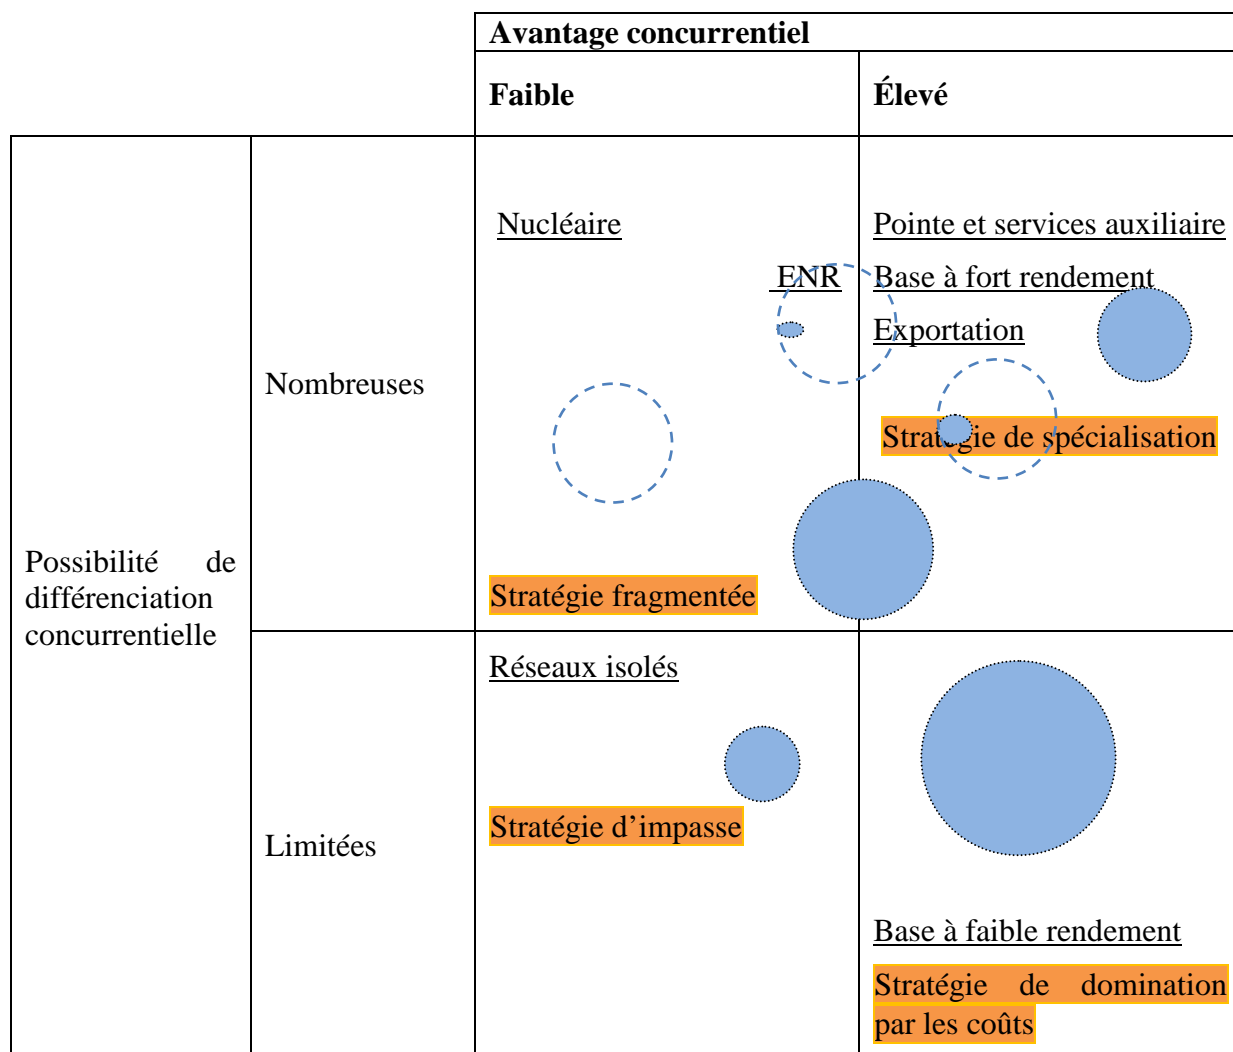 Avantage concurrentiel
Faible
Élevé
Possibilité de
différenciation
concurrentielle
Nombreuses
Nucléaire
ENR
Stratégie fragmentée
Pointe et services auxiliaire
Base à fort rendement
Exportation
Stratégie de spécialisation
Limitées
Réseaux isolés
Stratégie d’impasse
Base à faible rendement
Stratégie de domination
par les coûts